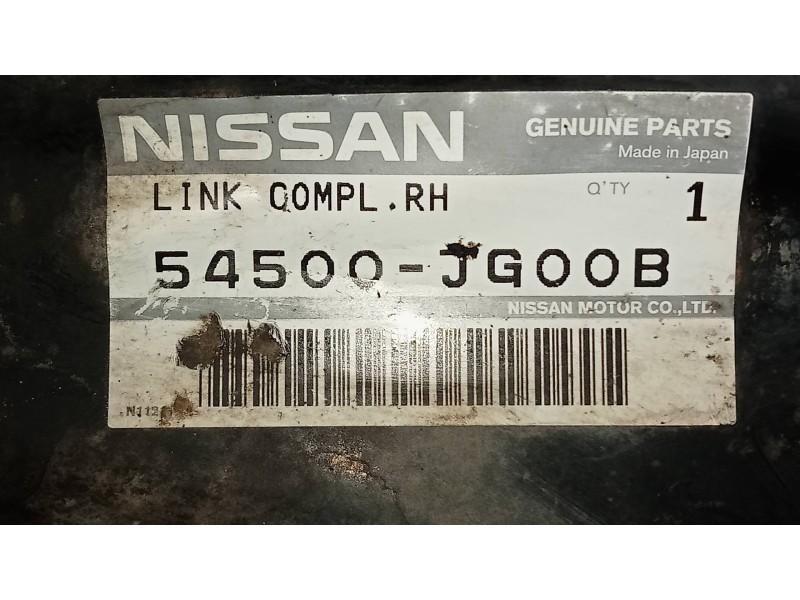 NISSAN GENUINE PARTS
Made in Japan
LINK COMPL.RH Q'TY 1
54500-JG00B
NISSAN MOTOR CO.,LTD.